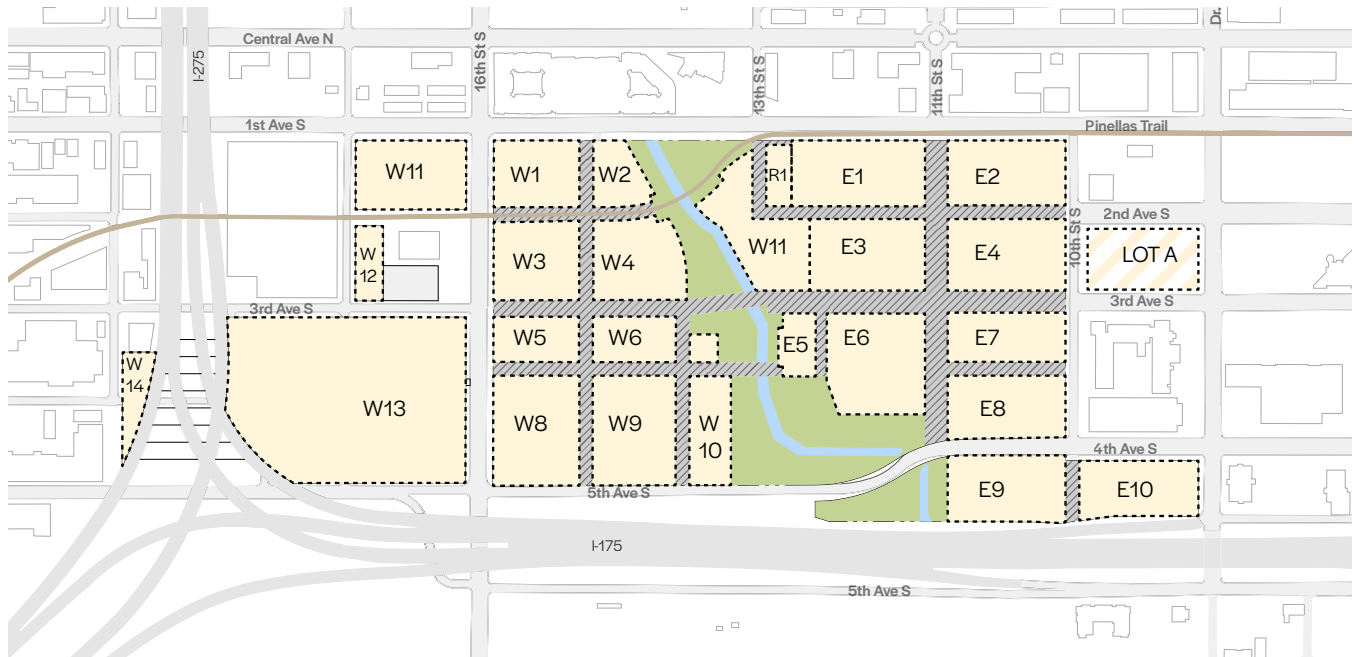 Dr.
Central Ave N
I-275
16th St S
13th St S
11th St S
1st Ave S
Pinellas Trail
W11
W1
W2
R1
E1
E2
10th St S
2nd Ave S
W
12
W3
W4
W11
E3
E4
LOT A
3rd Ave S
3rd Ave S
W5
W6
E5
E6
E7
W
14
W13
W8
W9
W
10
E8
4th Ave S
5th Ave S
E9
E10
I-175
5th Ave S